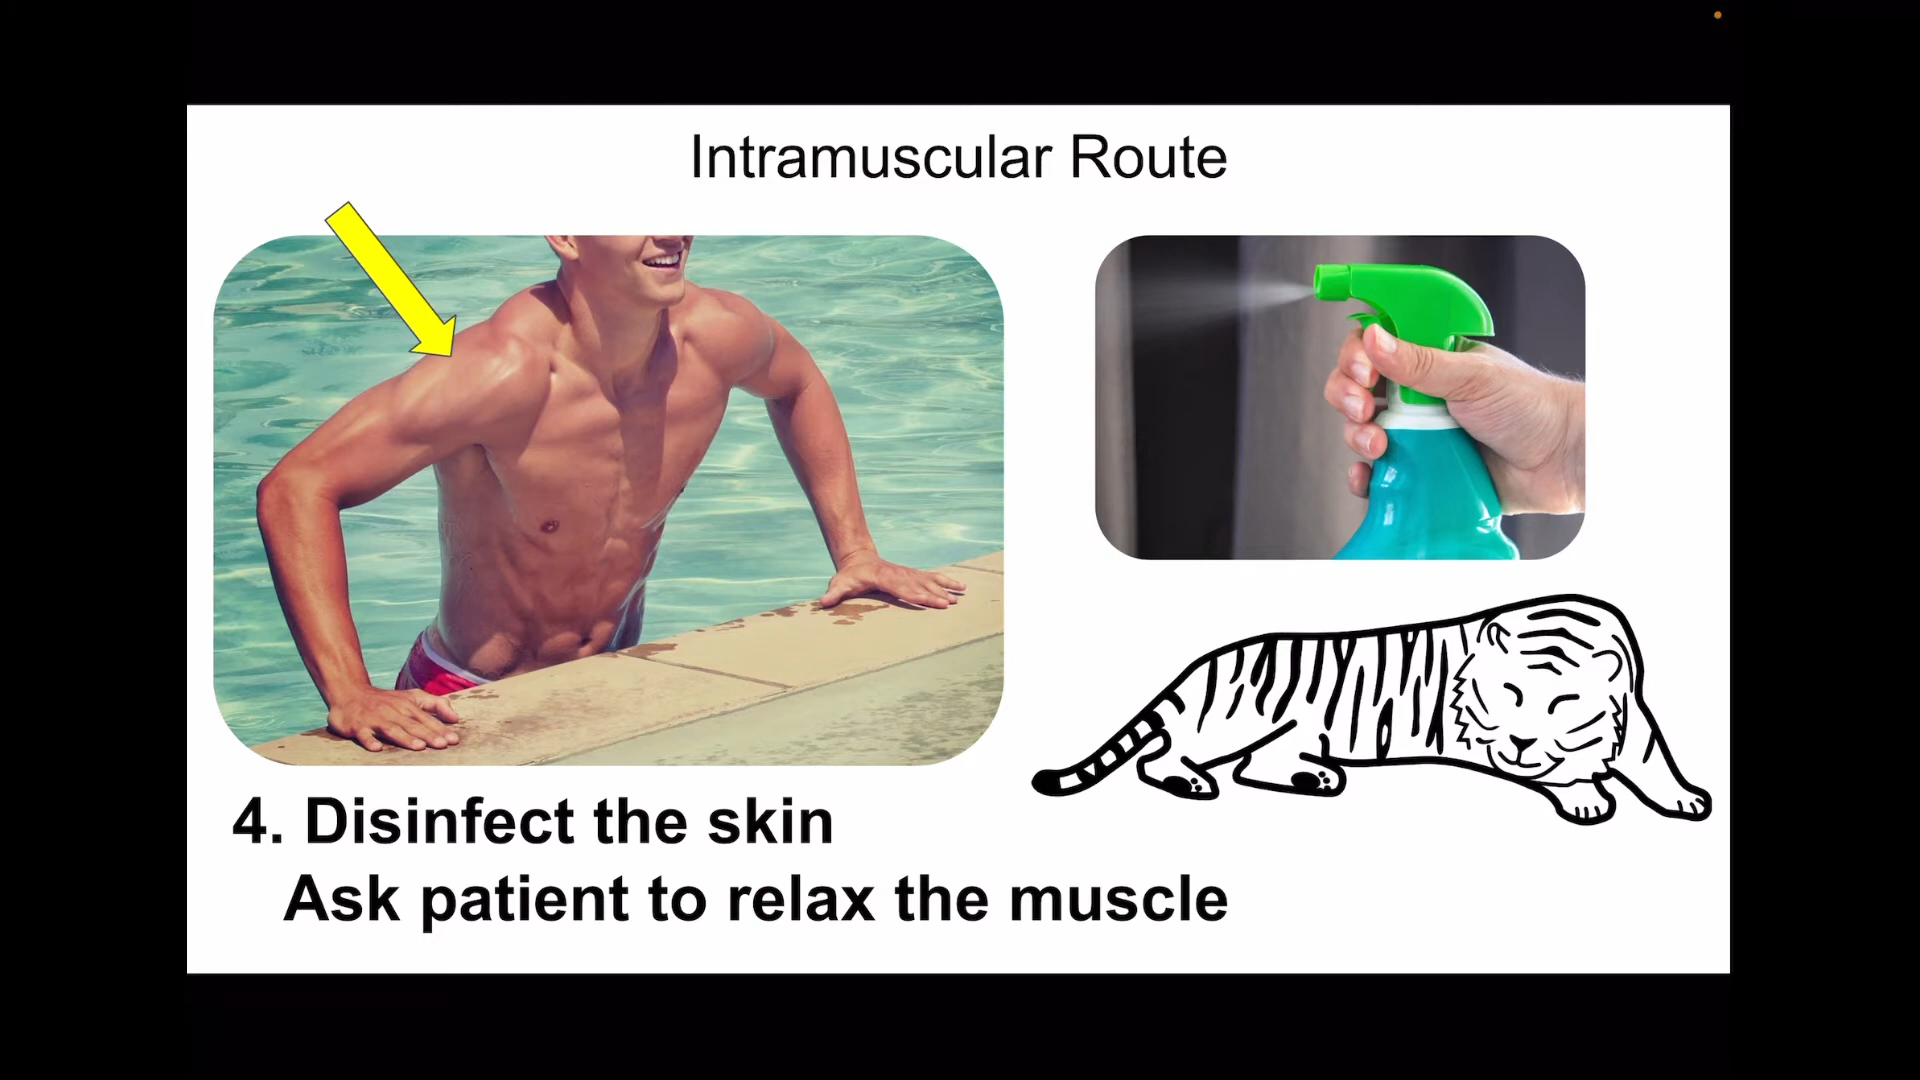 Intramuscular Route
4. Disinfect the skin
Ask patient to relax the muscle